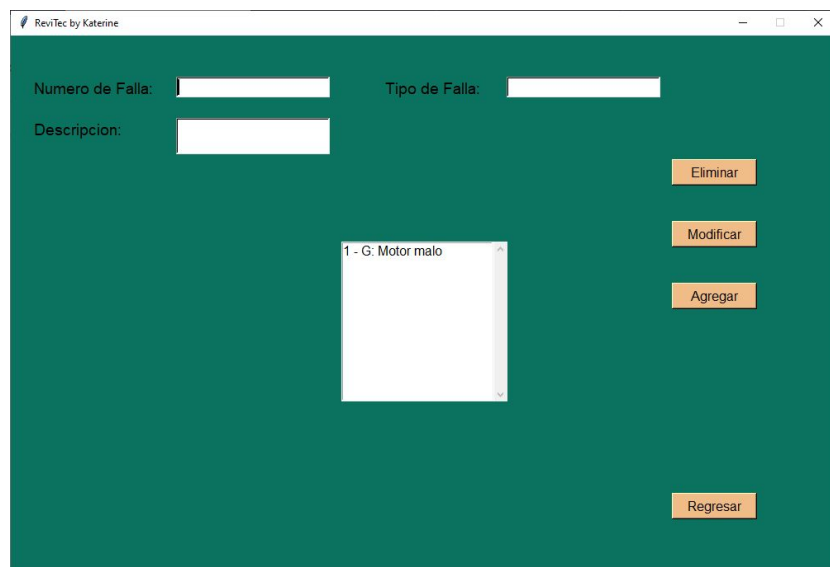 ReviTec by Katerine
Numero de Falla:
Tipo de Falla:
Descripcion:
Eliminar
Modificar
1 - G: Motor malo
Agregar
Regresar